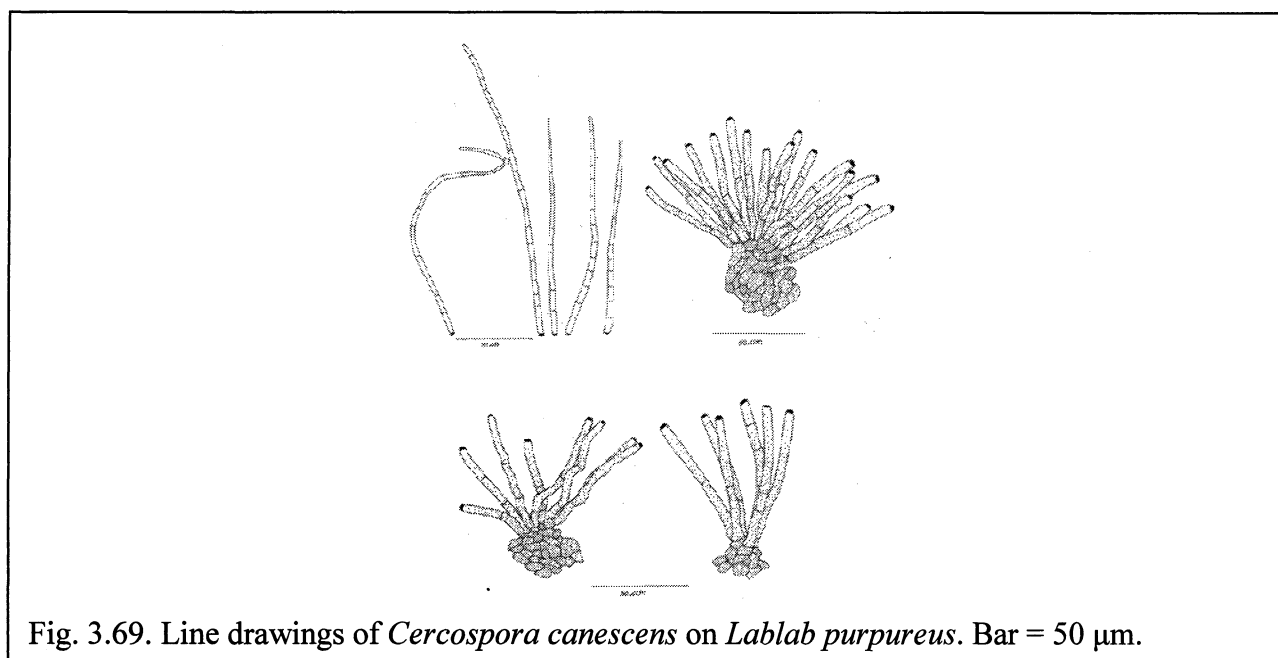 Fig. 3.69. Line drawings of Cercospora canescens on Lablab purpureus. Bar = 50 μm.